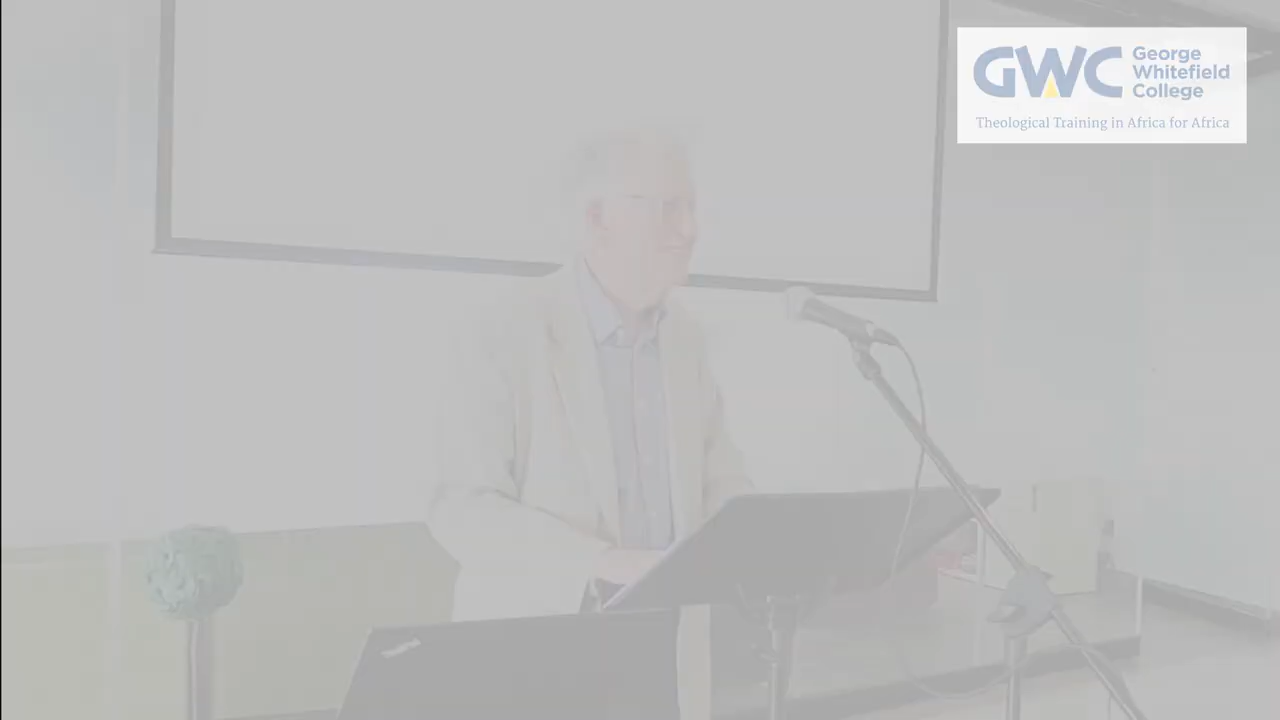 GWC
George
Whitefield
College
Theological Training in Africa for Africa